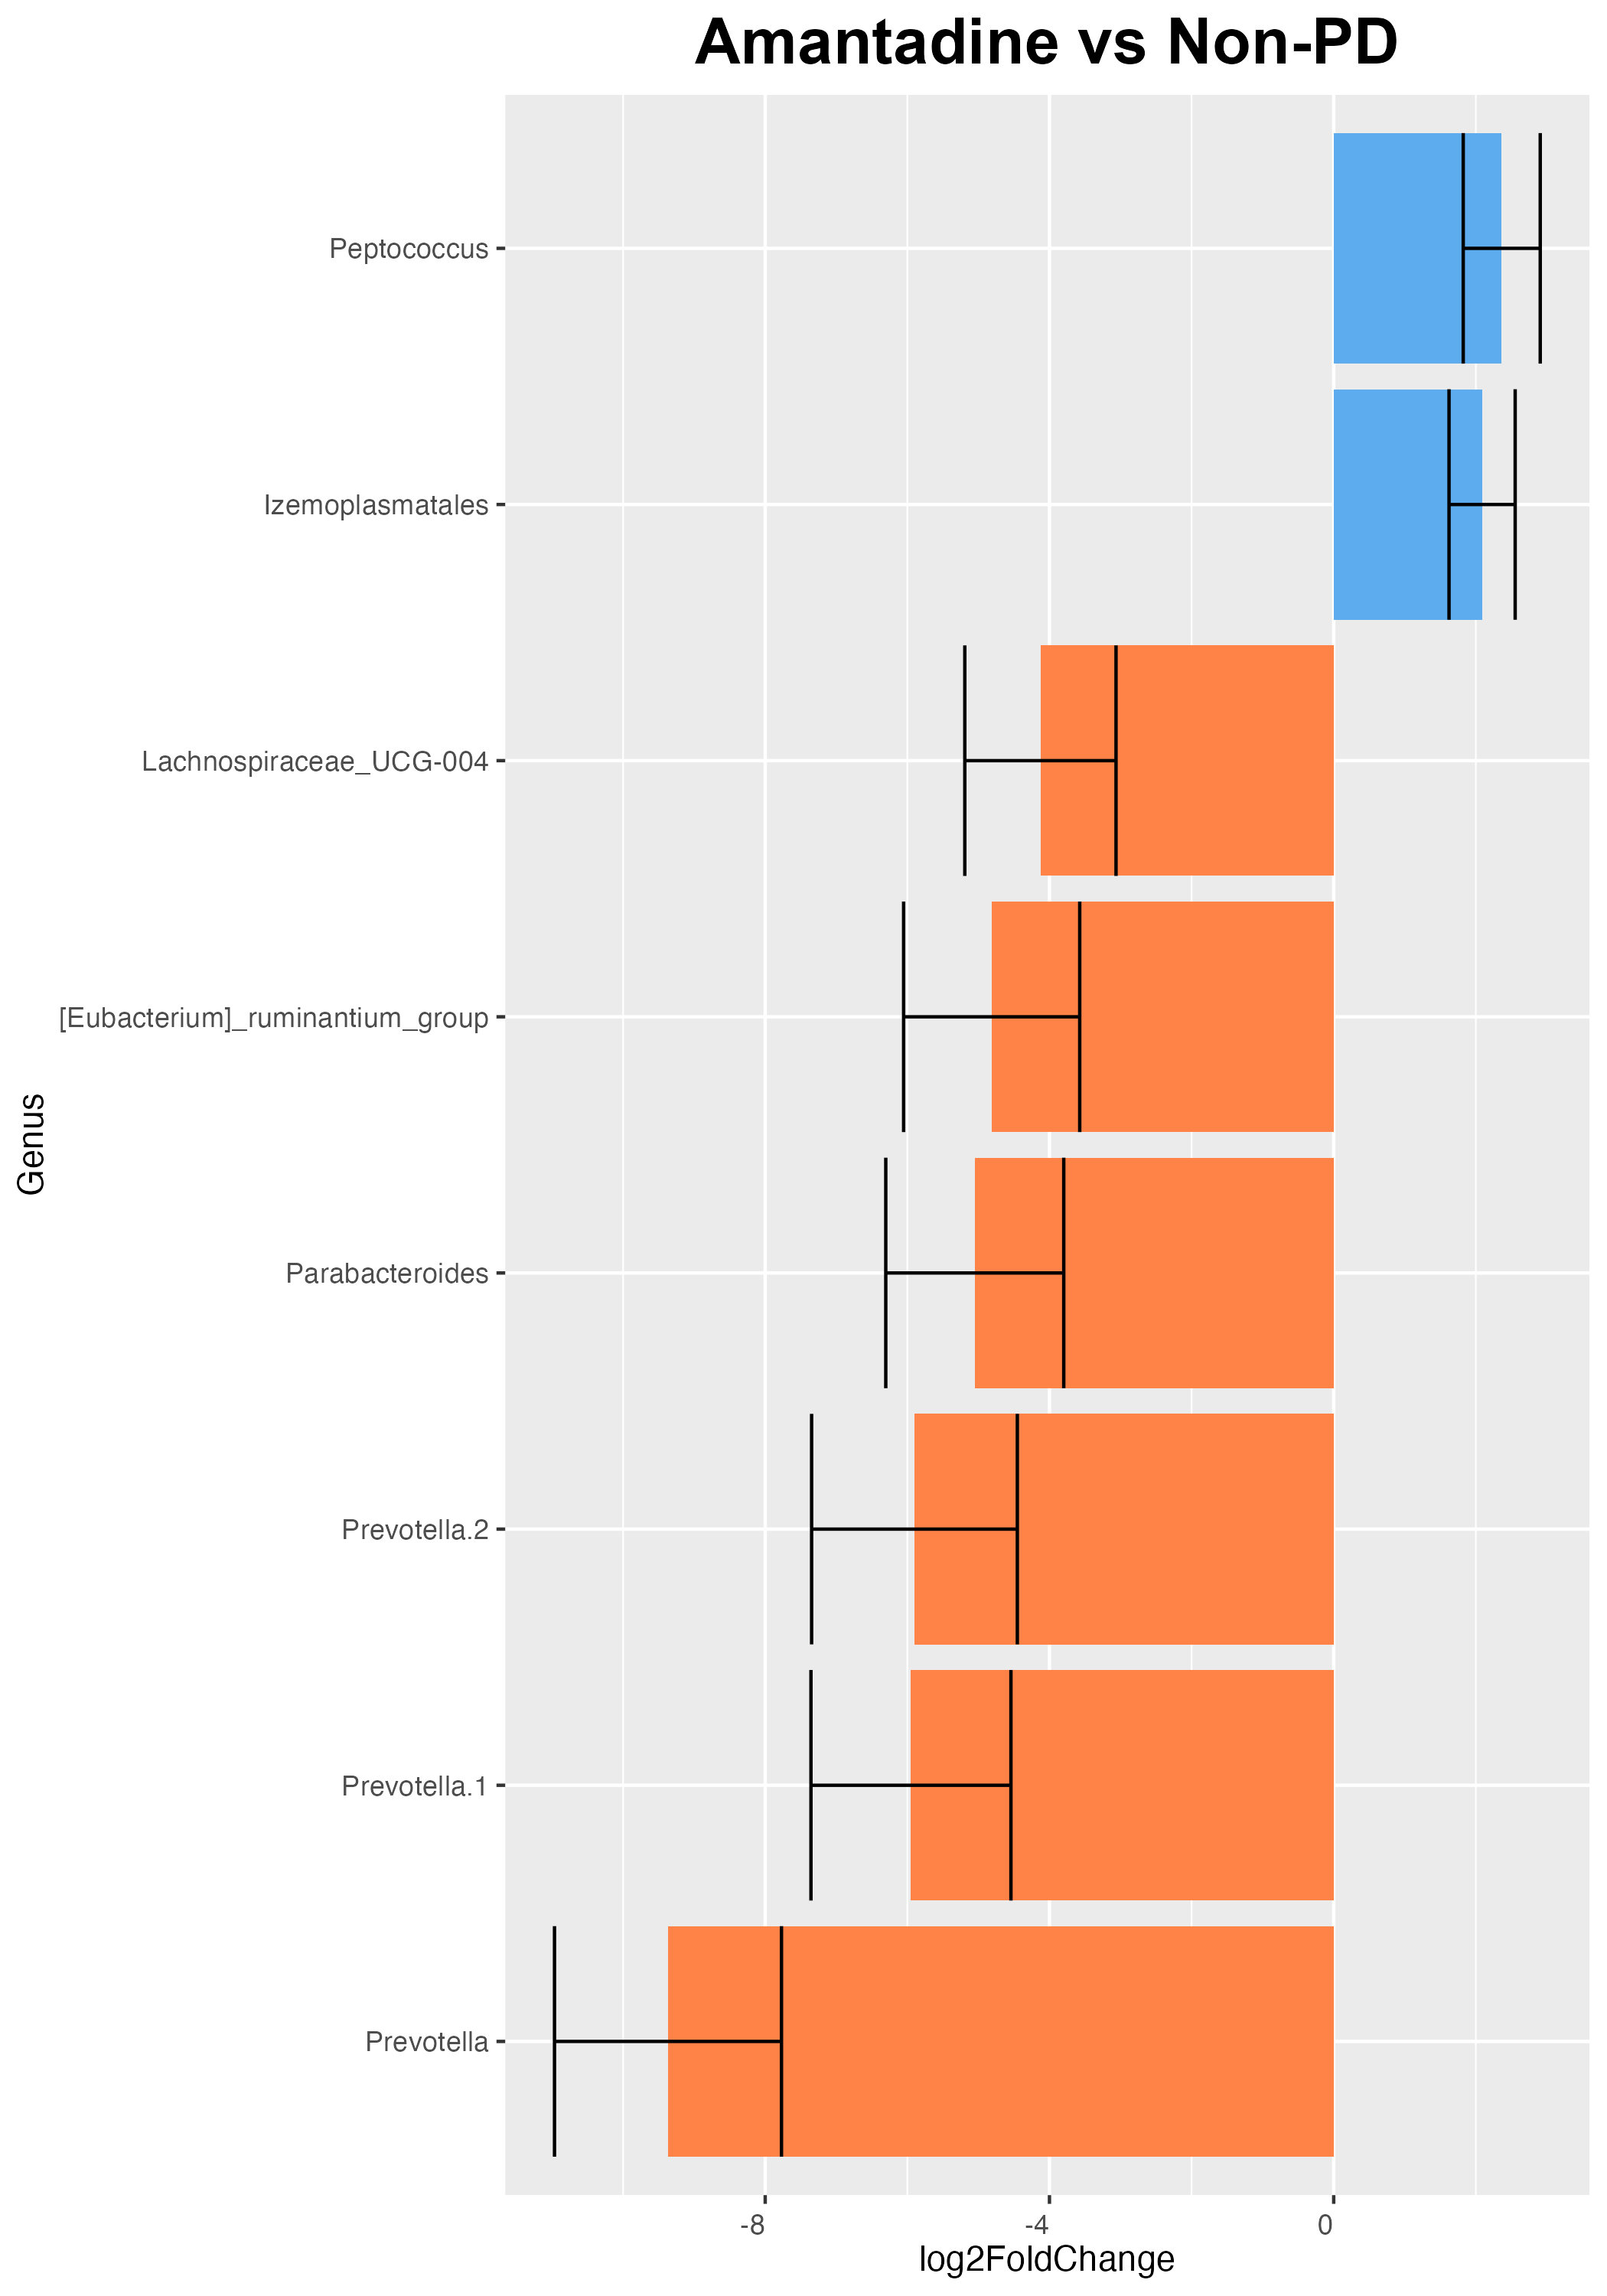 Amantadine vs Non-PD
Peptococcus
Izemoplasmatales
Lachnospiraceae_UCG-004
[Eubacterium]_ruminantium_group
Genus
Parabacteroides
Prevotella.2
Prevotella.1
Prevotella
-8
-4
0
log2FoldChange